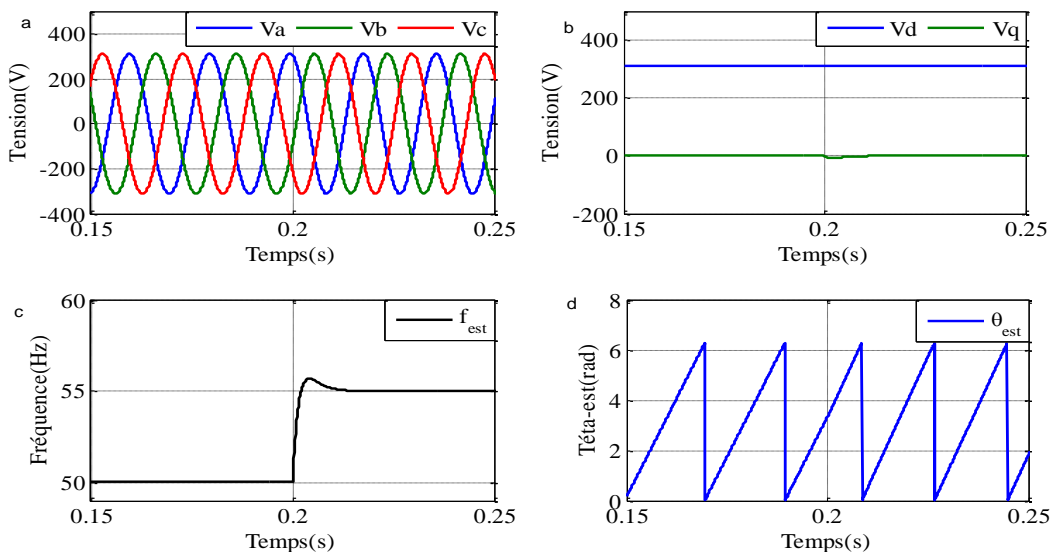 a
Va Vb Vc
400
200
0
-200
-400
0.15 0.2 0.25
Tension(V)
Temps(s)
b
Vd Vq
400
200
0
-200
0.15 0.2 0.25
Tension(V)
Temps(s)
c
f_est
60
55
50
0.15 0.2 0.25
Fréquence(Hz)
Temps(s)
d
θ_est
8
6
4
2
0
0.15 0.2 0.25
Téta-est(rad)
Temps(s)